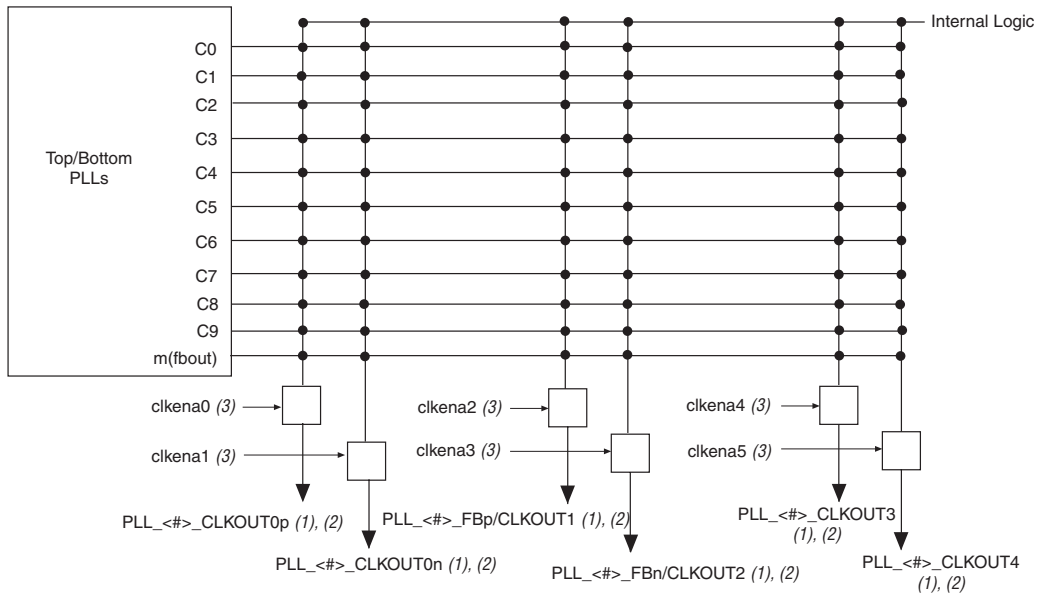 Internal Logic
C0
C1
C2
C3
Top/Bottom
PLLs
C4
C5
C6
C7
C8
C9
m(fbout)
clkena0 (3)
clkena2 (3)
clkena4 (3)
clkena1 (3)
clkena3 (3)
clkena5 (3)
PLL_<#>_CLKOUT0p (1), (2)
PLL_<#>_FBp/CLKOUT1 (1), (2)
PLL_<#>_CLKOUT3
(1), (2)
PLL_<#>_CLKOUT0n (1), (2)
PLL_<#>_FBn/CLKOUT2 (1), (2)
PLL_<#>_CLKOUT4
(1), (2)